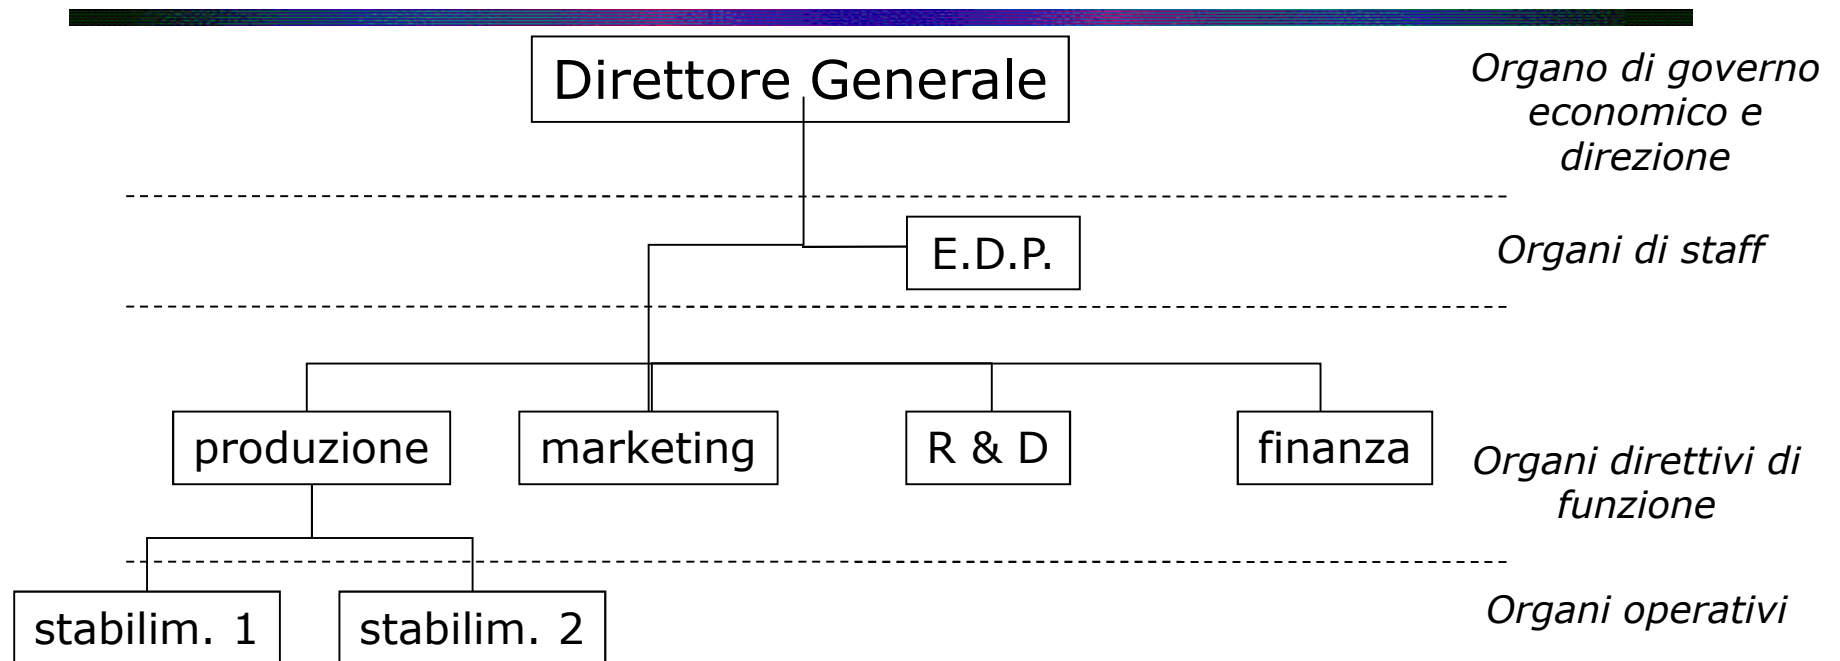 Direttore Generale
Organo di governo
economico e
direzione
E.D.P.
Organi di staff
produzione
marketing
R & D
finanza
Organi direttivi di
funzione
stabilim. 1
stabilim. 2
Organi operativi